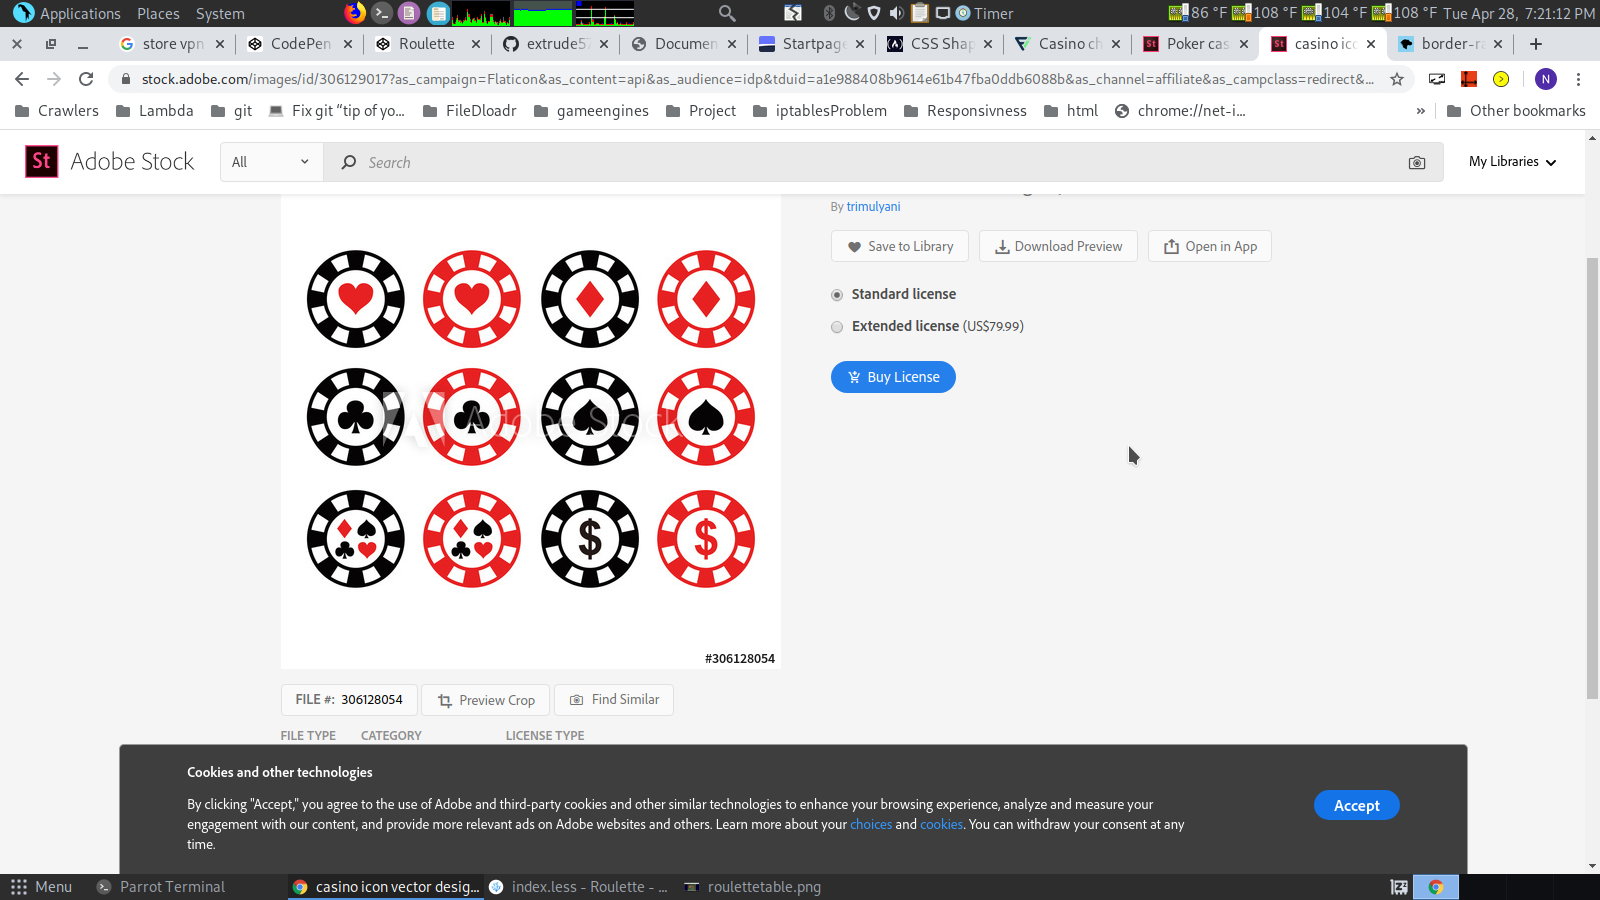 Applications Places System Timer 86 °F 108 °F 104 °F 108 °F Tue Apr 28, 7:21:12 PM
store vpn CodePen Roulette extrude57 Documen Startpage CSS Shap Casino ch Poker cas casino ico border-ra
stock.adobe.com/images/id/306129017?as_campaign=Flaticon&as_content=api&as_audience=idp&tduid=a1e988408b9614e61b47fba0ddb6088b&as_channel=affiliate&as_campclass=redirect&... N
Crawlers Lambda git Fix git “tip of yo... FileDloadr gameengines Project iptablesProblem Responsivness html chrome://net-i... » Other bookmarks
St Adobe Stock All Search My Libraries
By trimulyani
Save to Library Download Preview Open in App
Standard license
Extended license (US$79.99)
Buy License
Adobe Stock
$ $
#306128054
FILE #: 306128054 Preview Crop Find Similar
FILE TYPE CATEGORY LICENSE TYPE
Cookies and other technologies
By clicking "Accept," you agree to the use of Adobe and third-party cookies and other similar technologies to enhance your browsing experience, analyze and measure your
engagement with our content, and provide more relevant ads on Adobe websites and others. Learn more about your choices and cookies. You can withdraw your consent at any
time.
Accept
Menu Parrot Terminal casino icon vector desig... index.less - Roulette - ... roulettetable.png